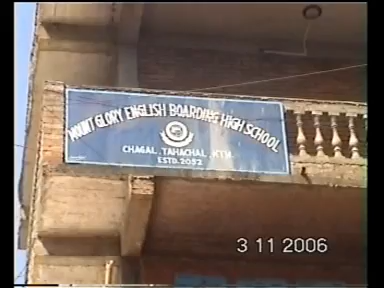 MOUNT GLORY ENGLISH BOARDING HIGH SCHOOL
CHAGAL, TAHACHAL, KTM.
ESTD. 2052
3 11 2006